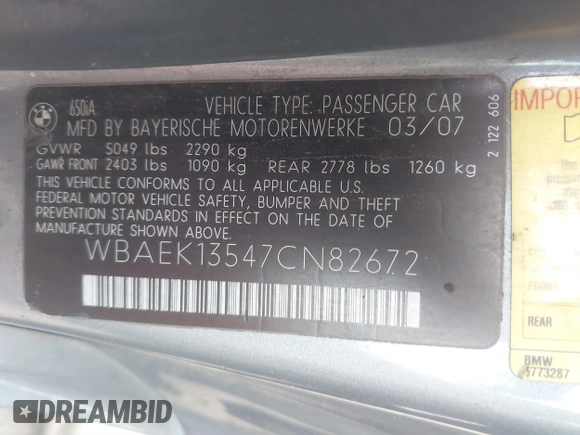 BMW
650iA
VEHICLE TYPE: PASSENGER CAR
MFD BY BAYERISCHE MOTORENWERKE 03/07
GVWR 5049 lbs 2290 kg
GAWR FRONT 2403 lbs 1090 kg REAR 2778 lbs 1260 kg
THIS VEHICLE CONFORMS TO ALL APPLICABLE U.S.
FEDERAL MOTOR VEHICLE SAFETY, BUMPER AND THEFT
PREVENTION STANDARDS IN EFFECT ON THE DATE OF
MANUFACTURE SHOWN ABOVE.
WBAEK13547CN82672
2 122 606
REAR
BMW
DREAMBID